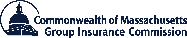 Commonwealth of Massachusetts
Group Insurance Commission